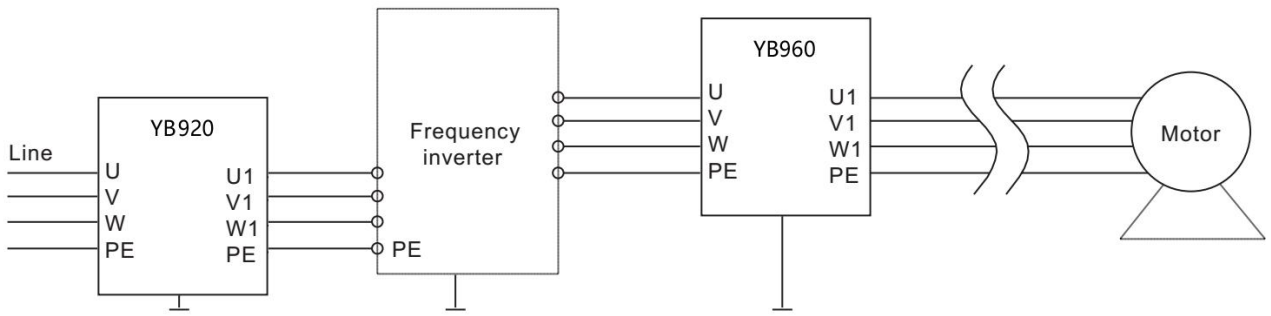 YB920
Line
U
V
W
PE
U1
V1
W1
PE
Frequency
inverter
PE
YB960
U
V
W
PE
U1
V1
W1
PE
Motor